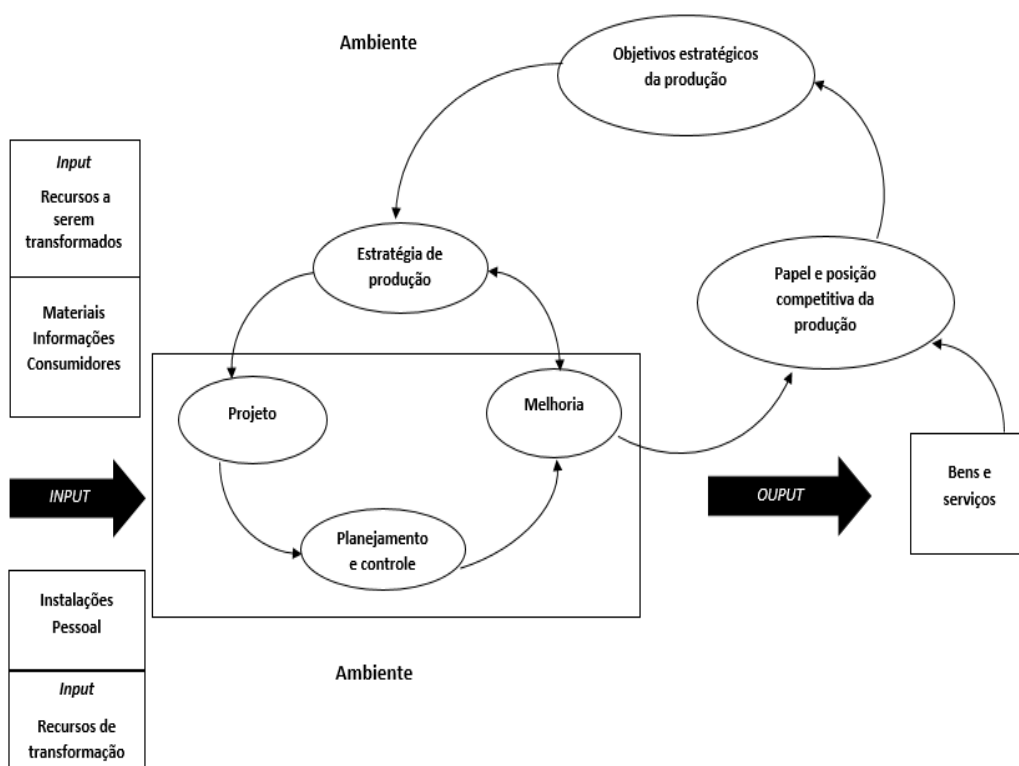 Ambiente
Objetivos estratégicos
da produção
Input
Recursos a
serem
transformados
Materiais
Informações
Consumidores
Estratégia de
produção
Papel e posição
competitiva da
produção
Projeto
Melhoria
INPUT
OUPUT
Bens e
serviços
Planejamento
e controle
Instalações
Pessoal
Ambiente
Input
Recursos de
transformação